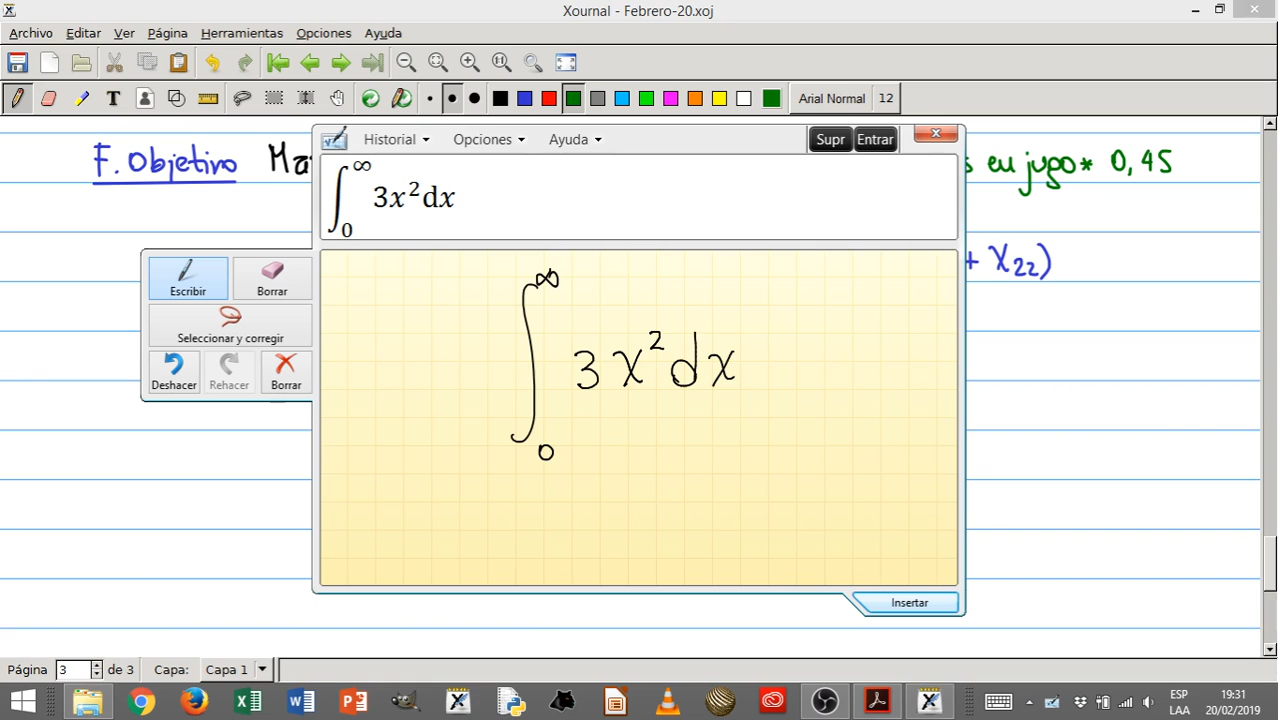 Xournal - Febrero-20.xoj
Archivo Editar Ver Página Herramientas Opciones Ayuda
T Arial Normal 12
F. Objetivo
en jugo* 0,45
+ X₂₂)
Historial Opciones Ayuda Supr Entrar
∫₀^∞ 3x²dx
Escribir Borrar
Seleccionar y corregir
Deshacer Rehacer Borrar
∫₀^∞ 3x²dx
Insertar
Página 3 de 3 Capa: Capa 1
ESP 19:31
LAA 20/02/2019